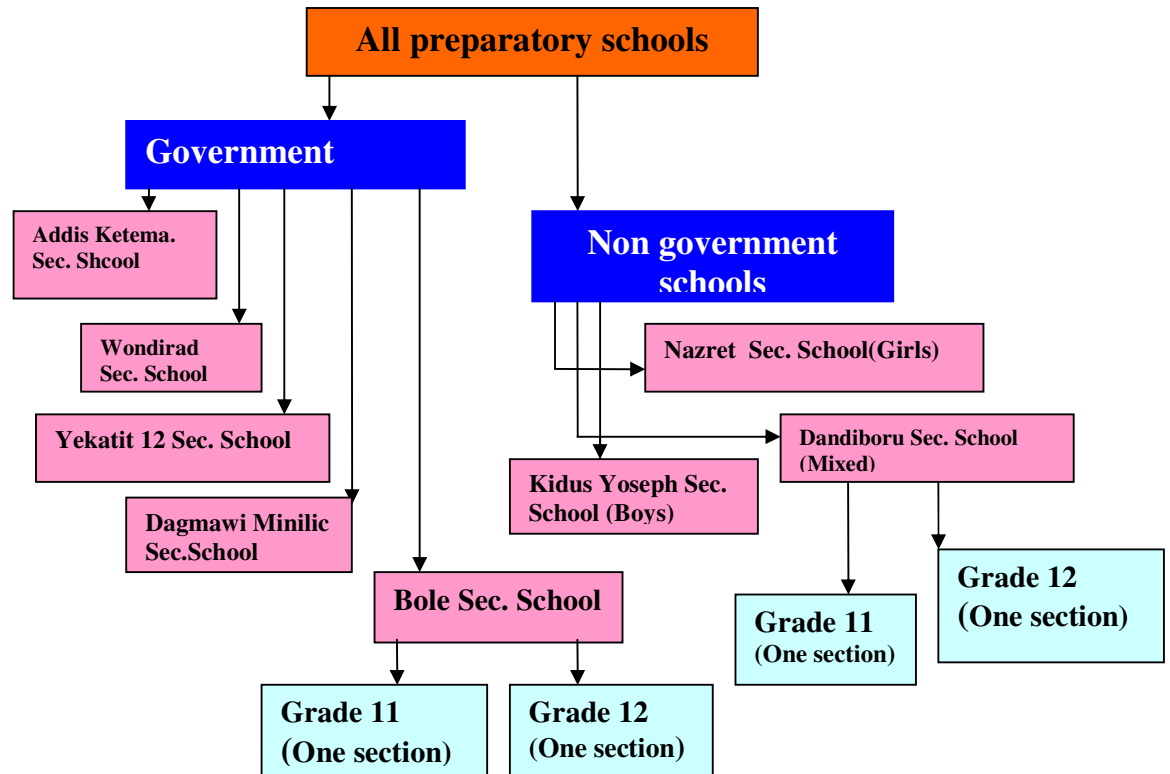 All preparatory schools
Government
Addis Ketema.
Sec. Shcool
Non government
schools
Wondirad
Sec. School
Nazret Sec. School(Girls)
Yekatit 12 Sec. School
Dandiboru Sec. School
(Mixed)
Kidus Yoseph Sec.
School (Boys)
Dagmawi Minilic
Sec.School
Bole Sec. School
Grade 12
(One section)
Grade 11
(One section)
Grade 11
(One section)
Grade 12
(One section)